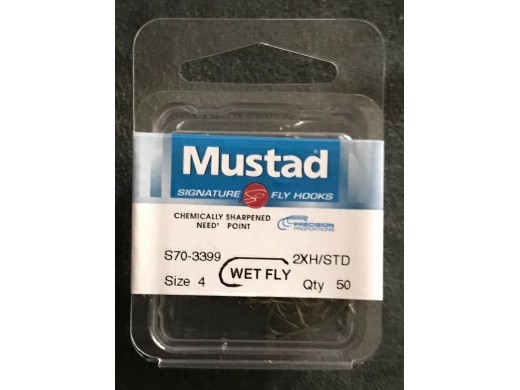 Mustad
SIGNATURE SP FLY HOOKS
CHEMICALLY SHARPENED
NEED' POINT
PRECISION
PROPORTIONS
S70-3399 2XH/STD
WET FLY
Size 4 Qty 50